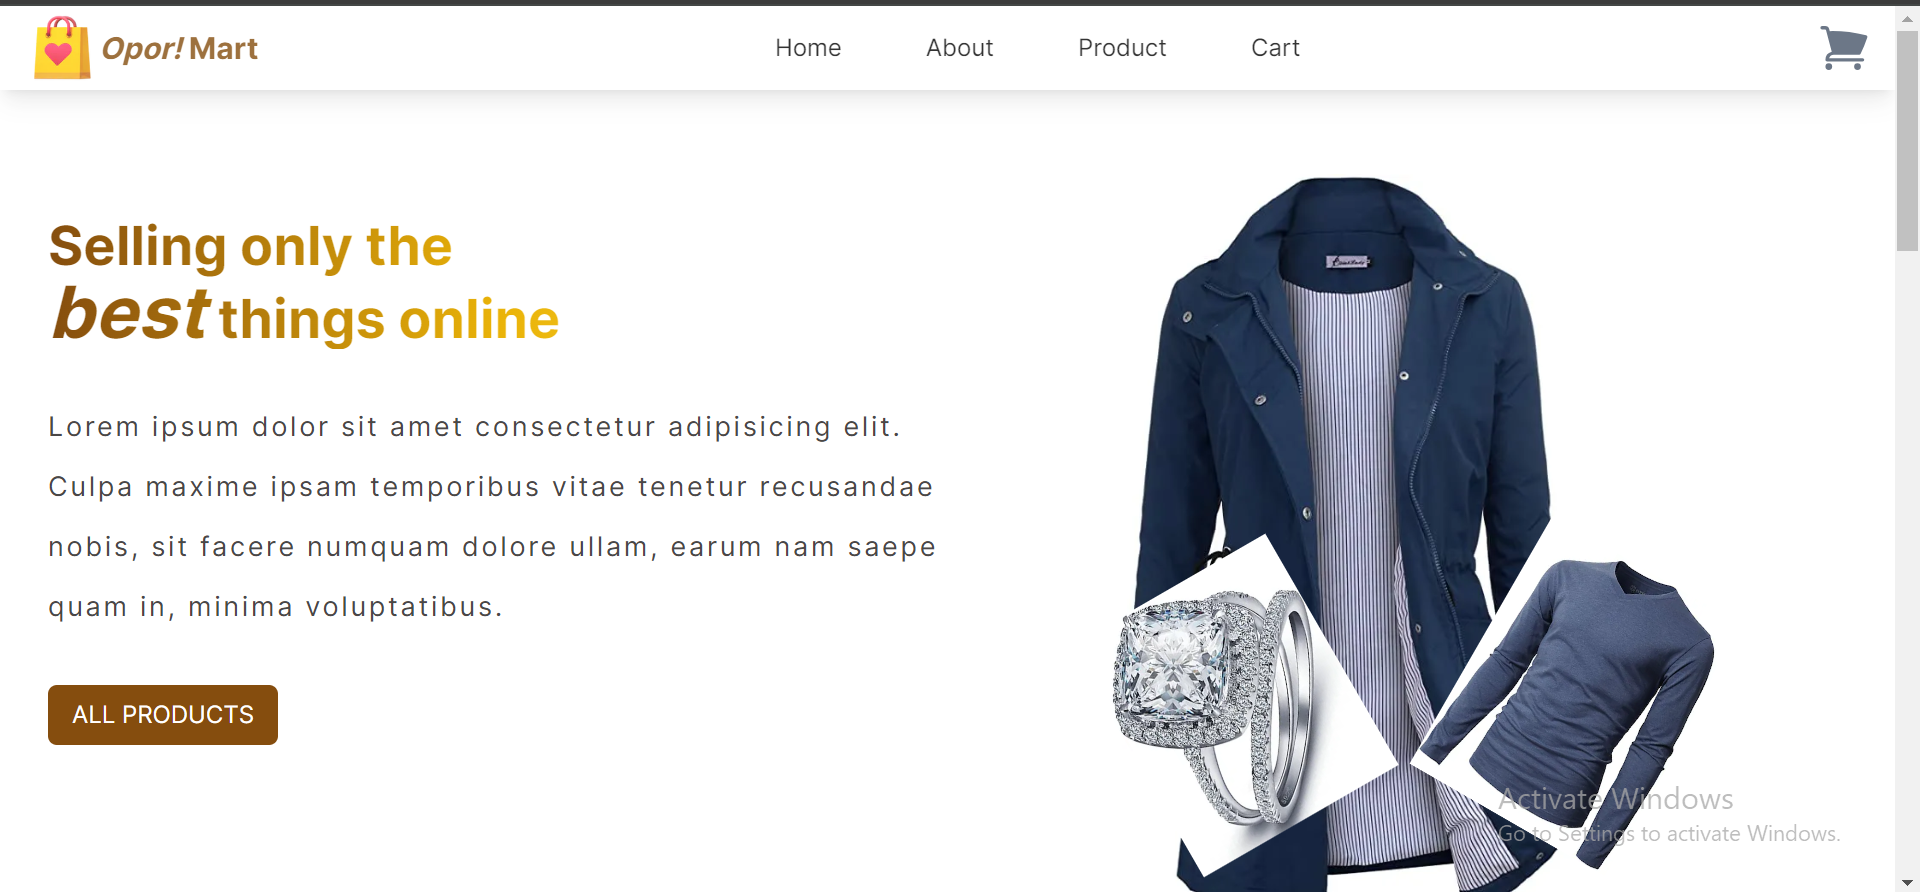 Opor! Mart
Home
About
Product
Cart
Selling only the
best things online
Lorem ipsum dolor sit amet consectetur adipisicing elit.
Culpa maxime ipsam temporibus vitae tenetur recusandae
nobis, sit facere numquam dolore ullam, earum nam saepe
quam in, minima voluptatibus.
ALL PRODUCTS
Activate Windows
Go to Settings to activate Windows.